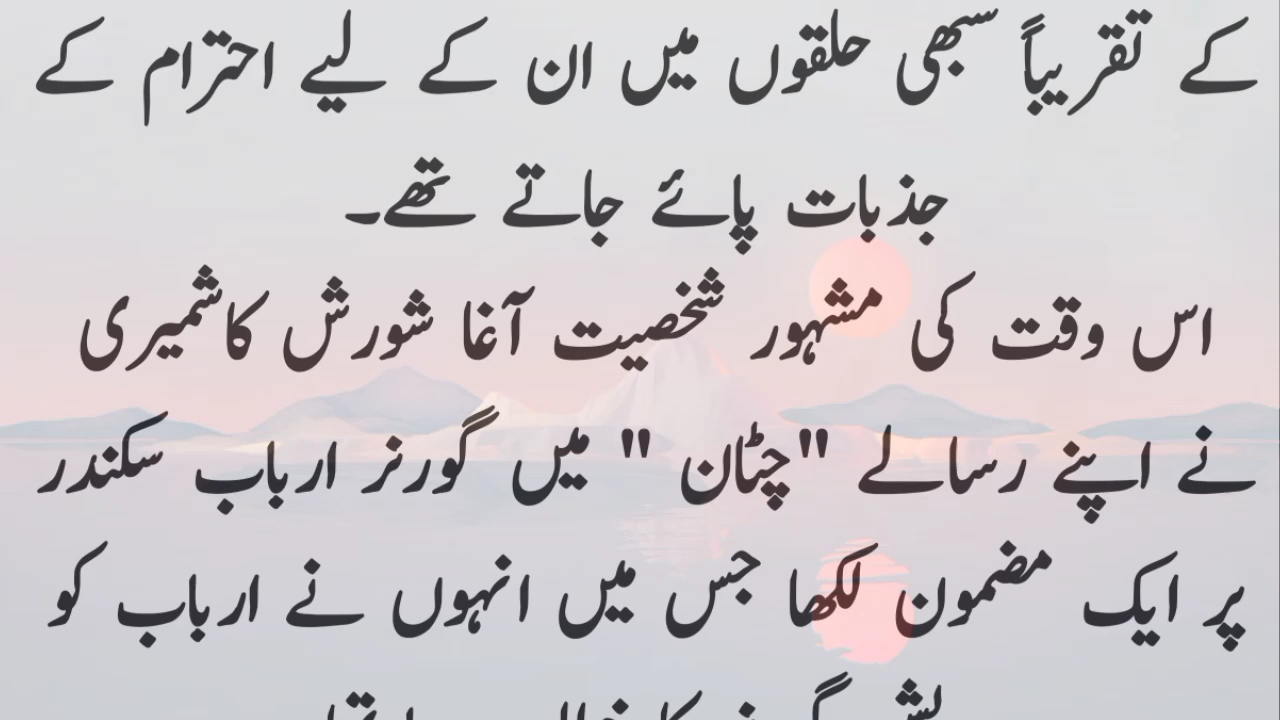 کے تقریباً سبھی حلقوں میں ان کے لیے احترام کے
جذبات پائے جاتے تھے۔
اس وقت کی مشہور شخصیت آغا شورش کاشمیری
نے اپنے رسالے "چٹان " میں گورنر ارباب سکندر
پر ایک مضمون لکھا جس میں انہوں نے ارباب کو